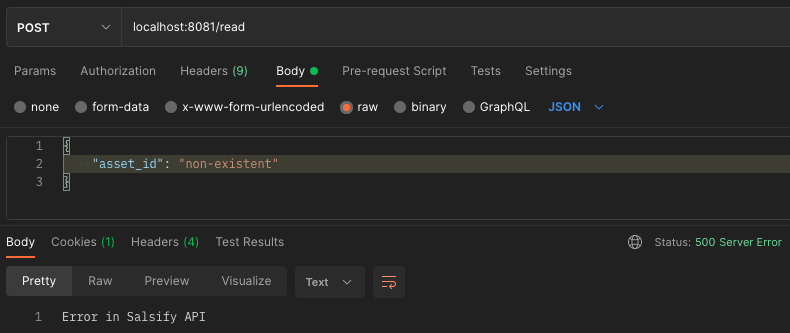 POST localhost:8081/read
Params Authorization Headers (9) Body Pre-request Script Tests Settings
none form-data x-www-form-urlencoded raw binary GraphQL JSON
1 {
2 "asset_id": "non-existent"
3 }
Body Cookies (1) Headers (4) Test Results Status: 500 Server Error
Pretty Raw Preview Visualize Text
1 Error in Salsify API